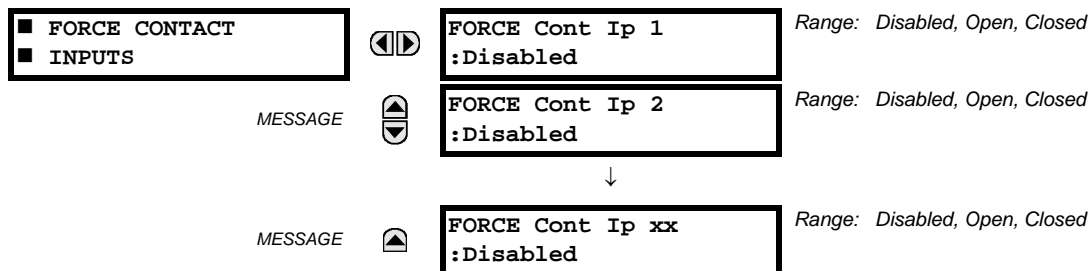 ■ FORCE CONTACT
■ INPUTS
FORCE Cont Ip 1
:Disabled
Range: Disabled, Open, Closed
MESSAGE
FORCE Cont Ip 2
:Disabled
Range: Disabled, Open, Closed
↓
MESSAGE
FORCE Cont Ip xx
:Disabled
Range: Disabled, Open, Closed